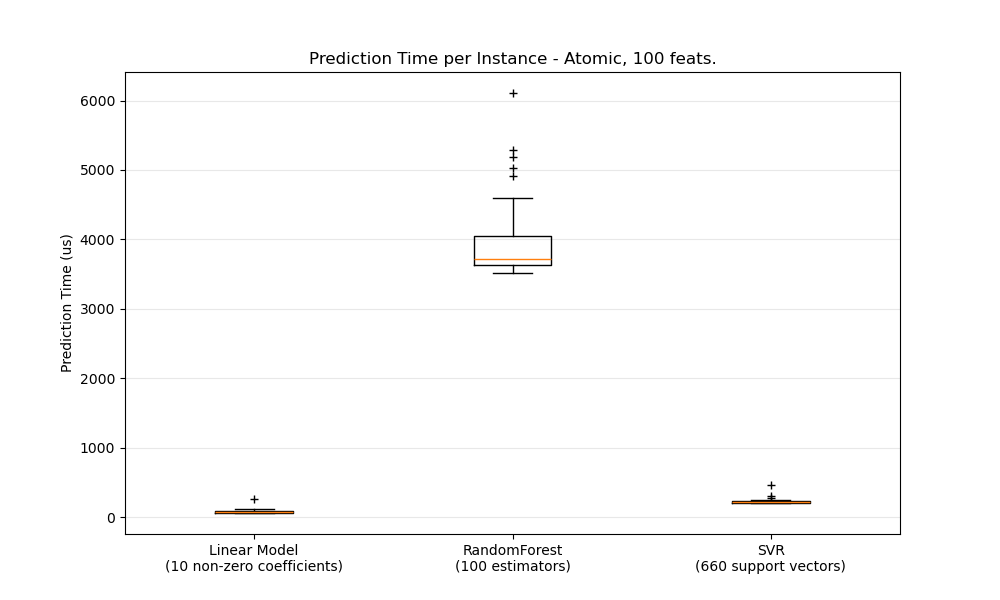 Prediction Time per Instance - Atomic, 100 feats.
Prediction Time (us)
6000
5000
4000
3000
2000
1000
0
Linear Model
(10 non-zero coefficients)
RandomForest
(100 estimators)
SVR
(660 support vectors)